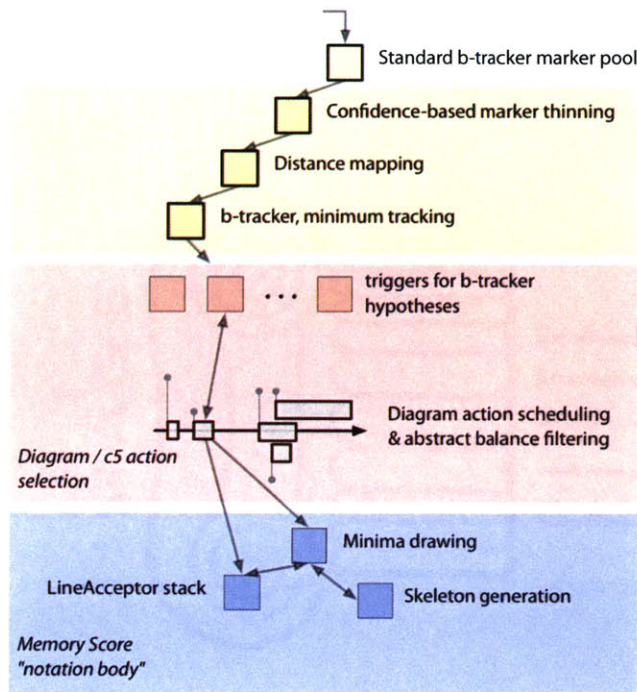 Standard b-tracker marker pool
Confidence-based marker thinning
Distance mapping
b-tracker, minimum tracking
triggers for b-tracker
hypotheses
Diagram action scheduling
& abstract balance filtering
Diagram / c5 action
selection
Minima drawing
LineAcceptor stack
Skeleton generation
Memory Score
"notation body"